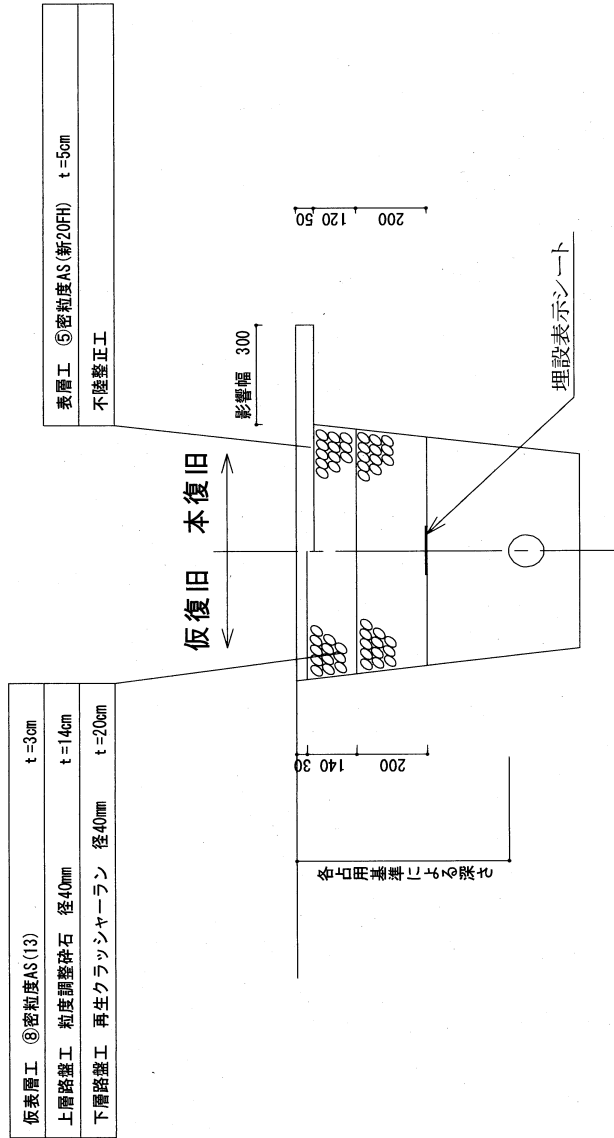 仮表層工 ⑧密粒度AS(13) t=3cm
上層路盤工 粒度調整砕石 径40mm t=14cm
下層路盤工 再生クラッシャーラン 径40mm t=20cm
表層工 ⑤密粒度AS(新20FH) t=5cm
不陸整正工
仮復旧 本復旧
影響幅 300
30
140
200
50
120
200
各占用基準による深さ
埋設表示シート